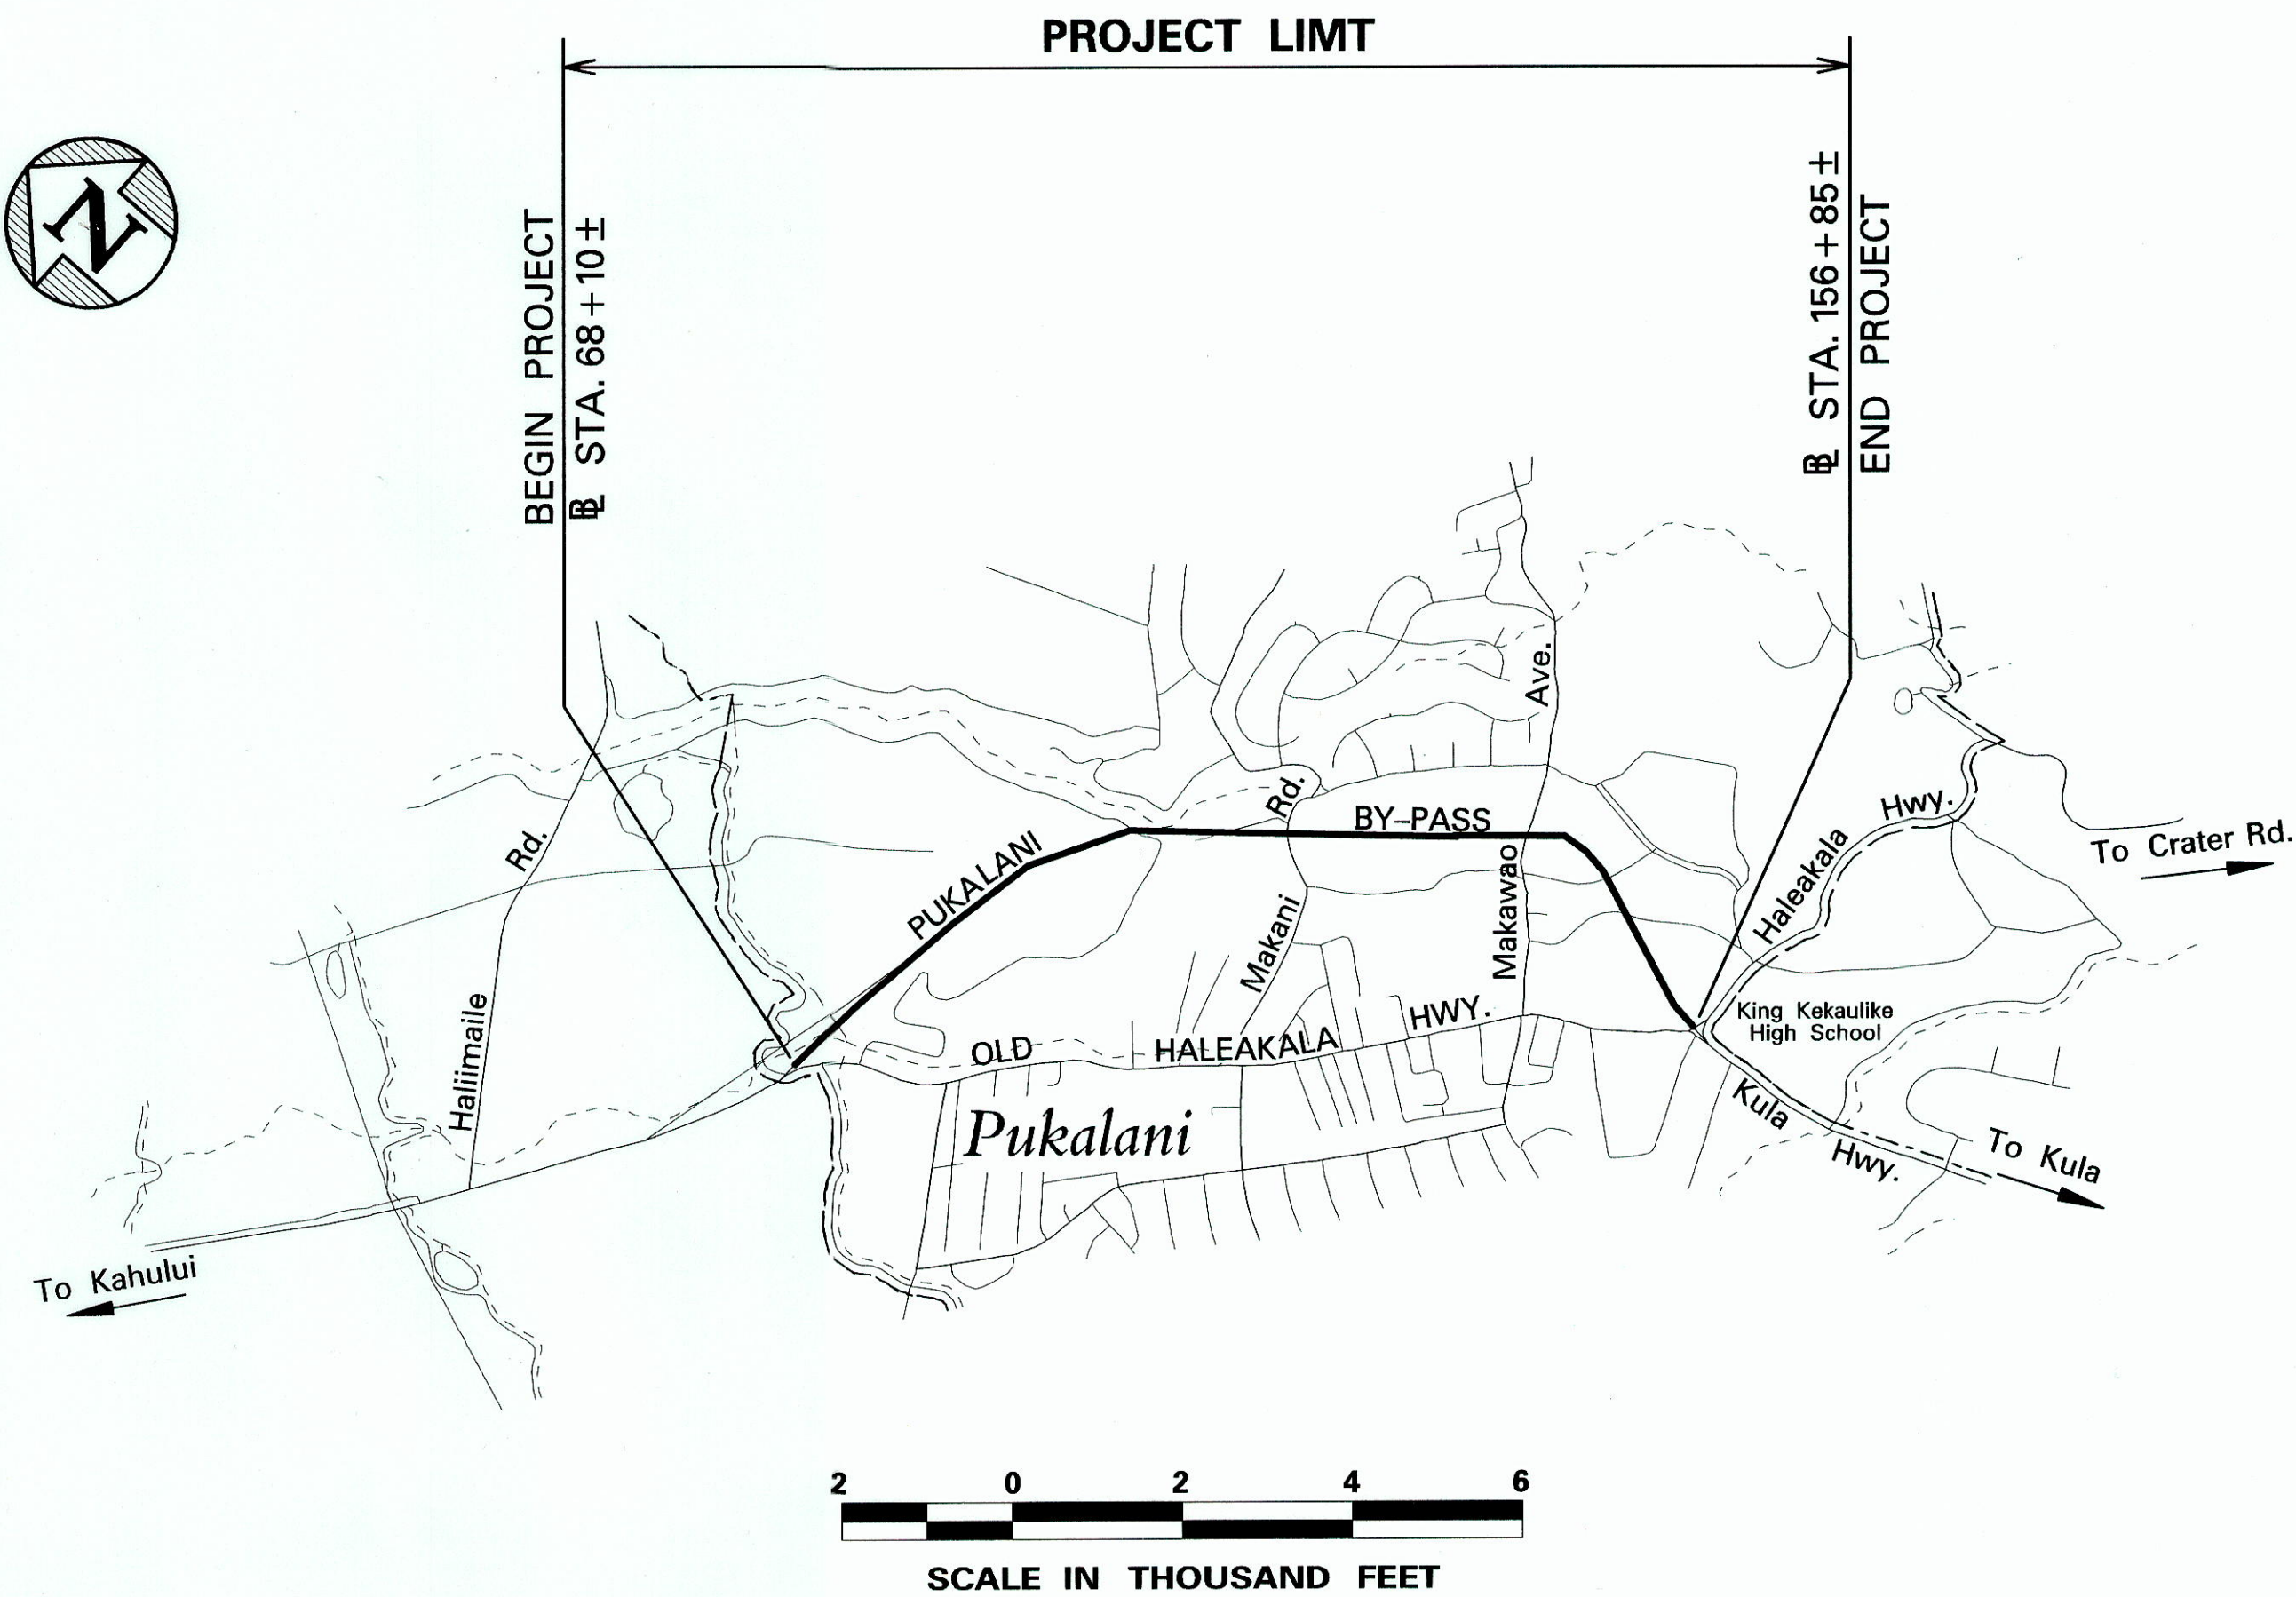 PROJECT LIMT
N
BEGIN PROJECT
BL STA. 68+10±
BL STA. 156+85±
END PROJECT
Ave.
Rd.
BY-PASS
Hwy.
Rd.
PUKALANI
Haleakala
To Crater Rd.
Makawao
Makani
Haliimaile
King Kekaulike
High School
OLD HALEAKALA HWY.
Pukalani
Kula
Hwy.
To Kula
To Kahului
2 0 2 4 6
SCALE IN THOUSAND FEET